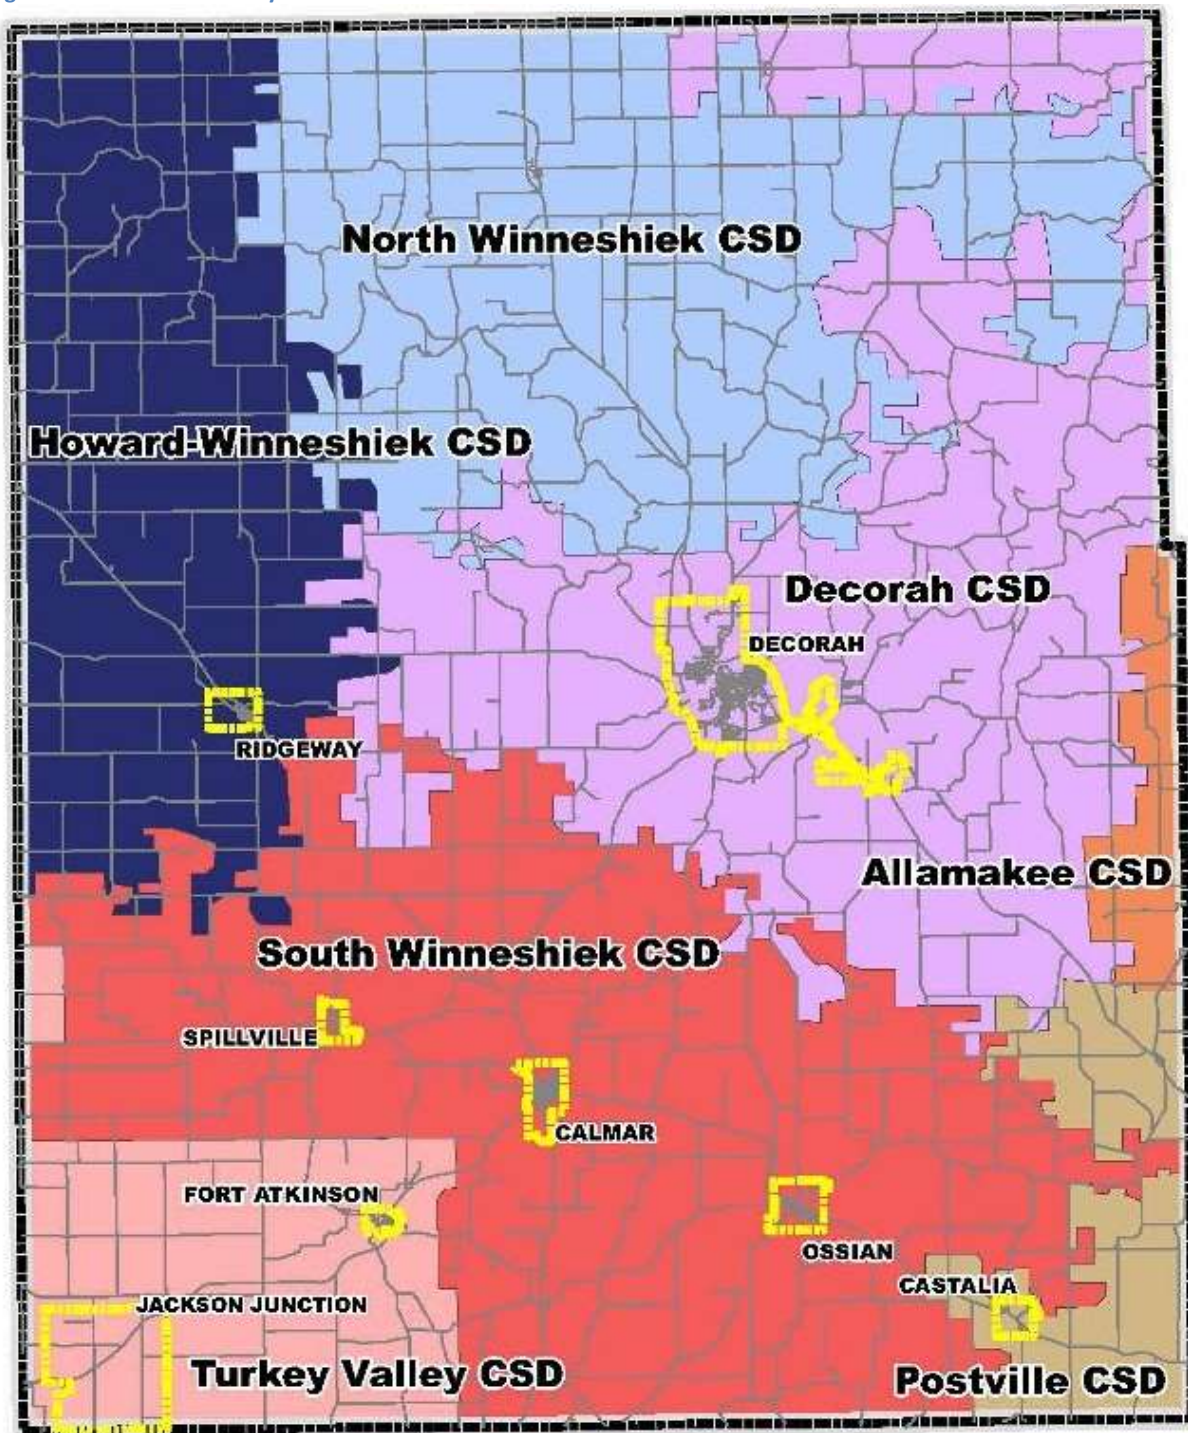 North Winneshiek CSD
Howard-Winneshiek CSD
Decorah CSD
DECORAH
RIDGEWAY
Allamakee CSD
South Winneshiek CSD
SPILLVILLE
CALMAR
FORT ATKINSON
OSSIAN
CASTALIA
JACKSON JUNCTION
Turkey Valley CSD
Postville CSD